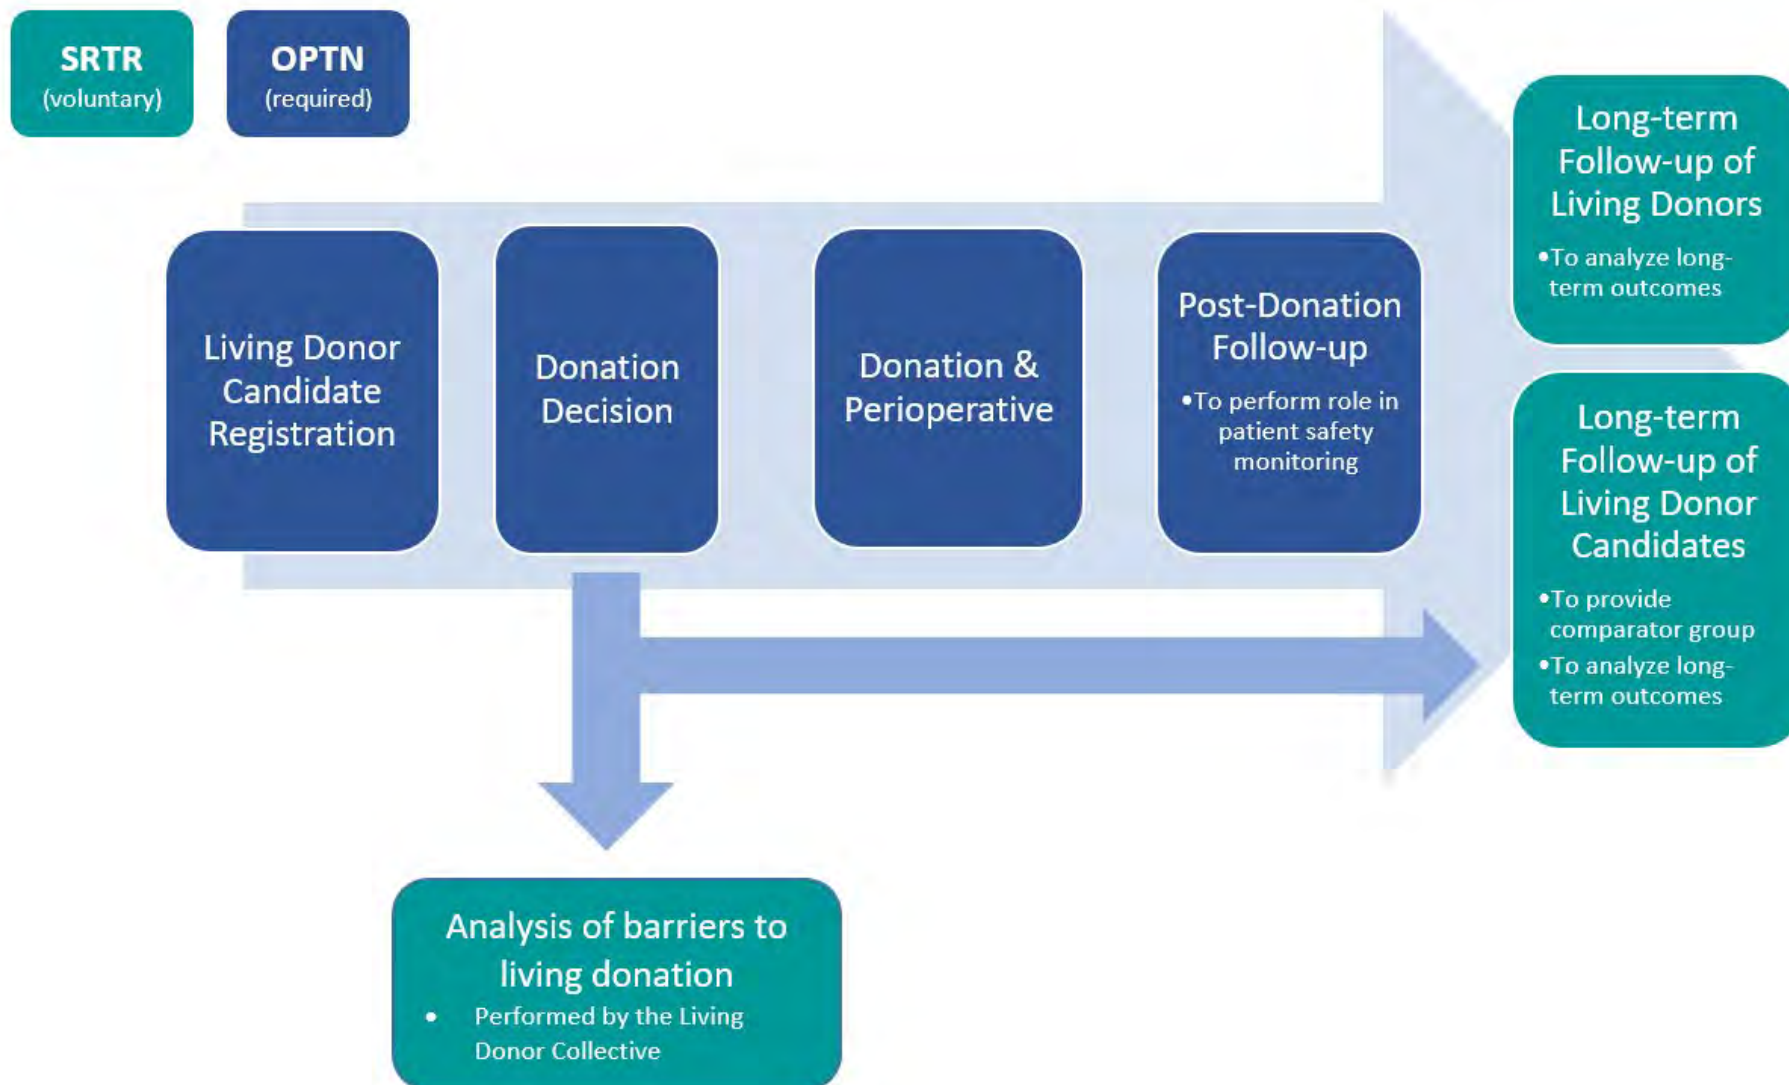 SRTR
(voluntary)
OPTN
(required)
Living Donor
Candidate
Registration
Donation
Decision
Donation &
Perioperative
Post-Donation
Follow-up
•To perform role in
patient safety
monitoring
Long-term
Follow-up of
Living Donors
•To analyze long-
term outcomes
Long-term
Follow-up of
Living Donor
Candidates
•To provide
comparator group
•To analyze long-
term outcomes
Analysis of barriers to
living donation
• Performed by the Living
Donor Collective